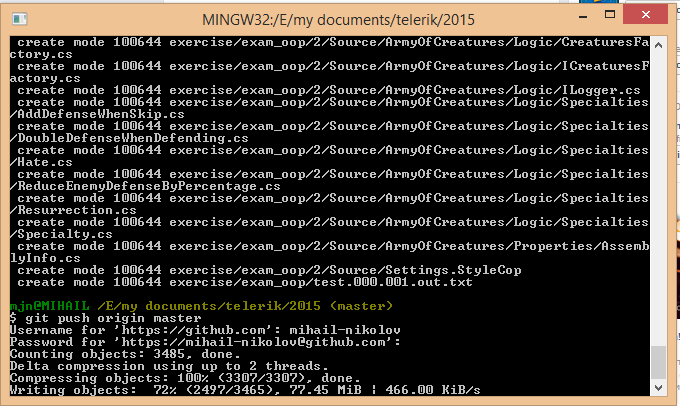 MINGW32:/E/my documents/telerik/2015
create mode 100644 exercise/exam_oop/2/Source/ArmyOfCreatures/Logic/CreaturesFa
ctory.cs
create mode 100644 exercise/exam_oop/2/Source/ArmyOfCreatures/Logic/ICreaturesF
actory.cs
create mode 100644 exercise/exam_oop/2/Source/ArmyOfCreatures/Logic/ILogger.cs
create mode 100644 exercise/exam_oop/2/Source/ArmyOfCreatures/Logic/Specialties
/AddDefenseWhenSkip.cs
create mode 100644 exercise/exam_oop/2/Source/ArmyOfCreatures/Logic/Specialties
/DoubleDefenseWhenDefending.cs
create mode 100644 exercise/exam_oop/2/Source/ArmyOfCreatures/Logic/Specialties
/Hate.cs
create mode 100644 exercise/exam_oop/2/Source/ArmyOfCreatures/Logic/Specialties
/ReduceEnemyDefenseByPercentage.cs
create mode 100644 exercise/exam_oop/2/Source/ArmyOfCreatures/Logic/Specialties
/Resurrection.cs
create mode 100644 exercise/exam_oop/2/Source/ArmyOfCreatures/Logic/Specialties
/Specialty.cs
create mode 100644 exercise/exam_oop/2/Source/ArmyOfCreatures/Properties/Assemb
lyInfo.cs
create mode 100644 exercise/exam_oop/2/Source/Settings.StyleCop
create mode 100644 exercise/exam_oop/test.000.001.out.txt
mjn@MIHAIL /E/my documents/telerik/2015 (master)
$ git push origin master
Username for 'https://github.com': mihail-nikolov
Password for 'https://mihail-nikolov@github.com':
Counting objects: 3485, done.
Delta compression using up to 2 threads.
Compressing objects: 100% (3307/3307), done.
Writing objects:  72% (2497/3465), 77.45 MiB | 466.00 KiB/s